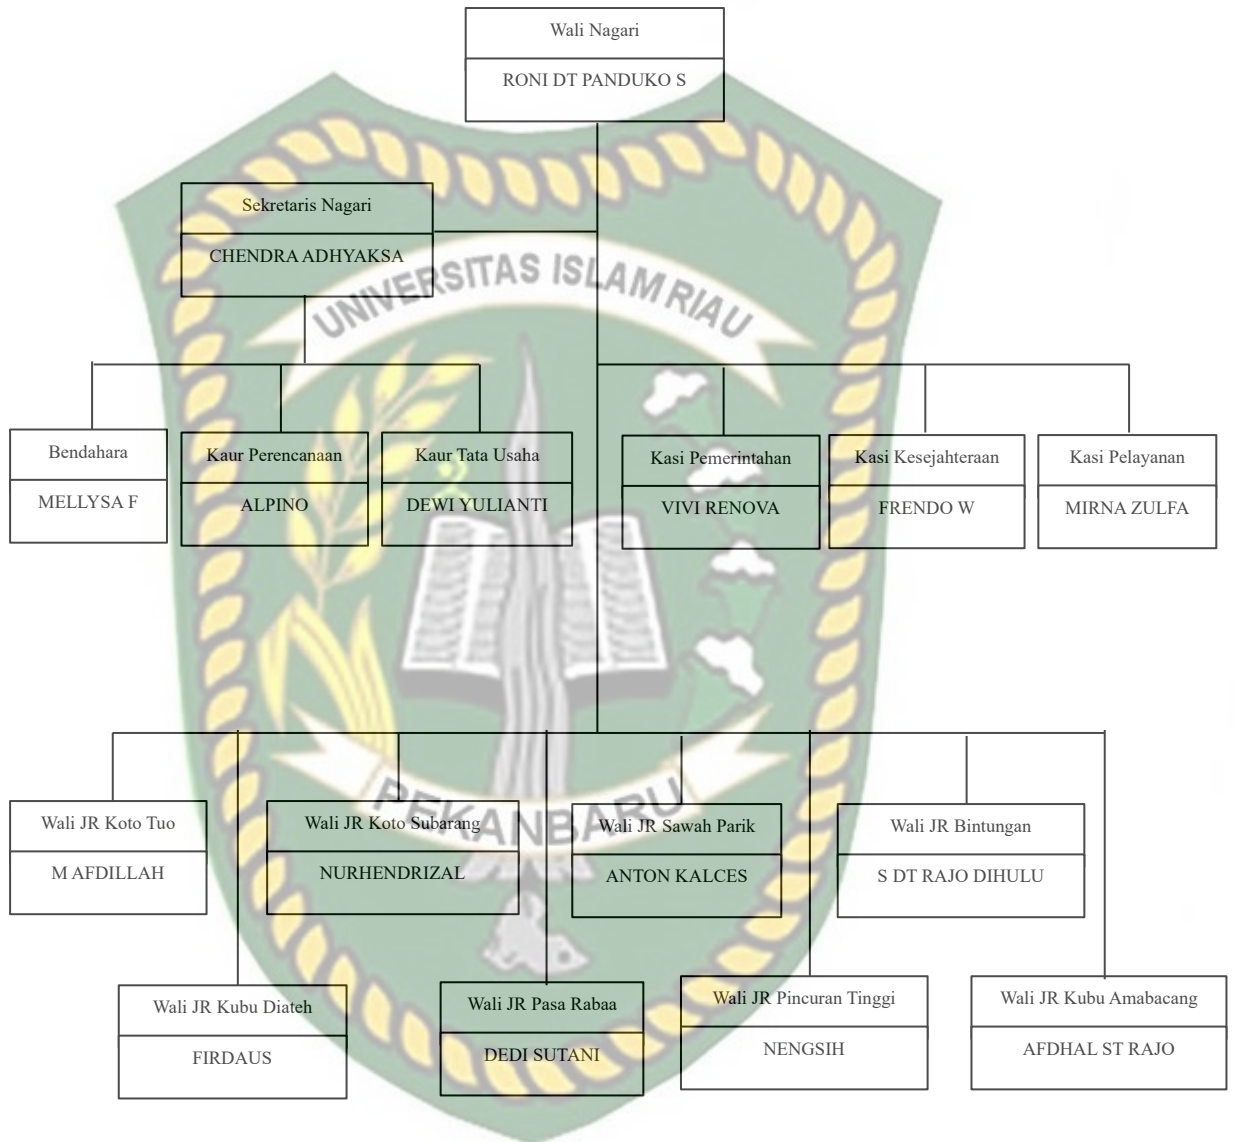 Wali Nagari
RONI DT PANDUKO S
Sekretaris Nagari
CHENDRA ADHYAKSA
UNIVERSITAS ISLAM RIAU
Bendahara
MELLYSA F
Kaur Perencanaan
ALPINO
Kaur Tata Usaha
DEWI YULIANTI
Kasi Pemerintahan
VIVI RENOVA
Kasi Kesejahteraan
FRENDO W
Kasi Pelayanan
MIRNA ZULFA
PEKANBARU
Wali JR Koto Tuo
M AFDILLAH
Wali JR Koto Subarang
NURHENDRIZAL
Wali JR Sawah Parik
ANTON KALCES
Wali JR Bintungan
S DT RAJO DIHULU
Wali JR Kubu Diateh
FIRDAUS
Wali JR Pasa Rabaa
DEDI SUTANI
Wali JR Pincuran Tinggi
NENGSIH
Wali JR Kubu Amabacang
AFDHAL ST RAJO